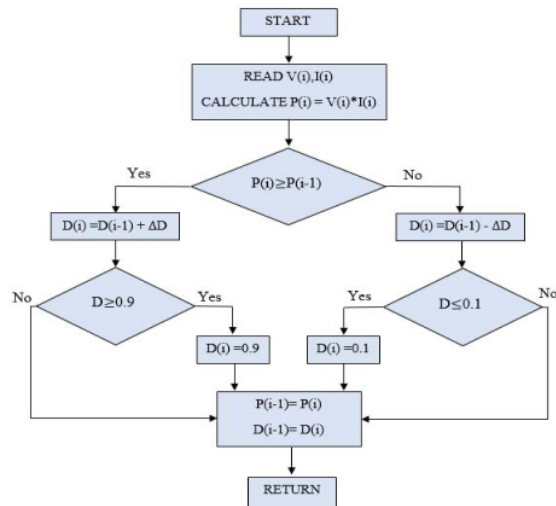 START
READ V(i),I(i)
CALCULATE P(i) = V(i)*I(i)
Yes
No
P(i)≥P(i-1)
D(i) =D(i-1) + ΔD
D(i) =D(i-1) - ΔD
No
D≥0.9
Yes
Yes
D≤0.1
No
D(i) =0.9
D(i) =0.1
P(i-1)= P(i)
D(i-1)= D(i)
RETURN